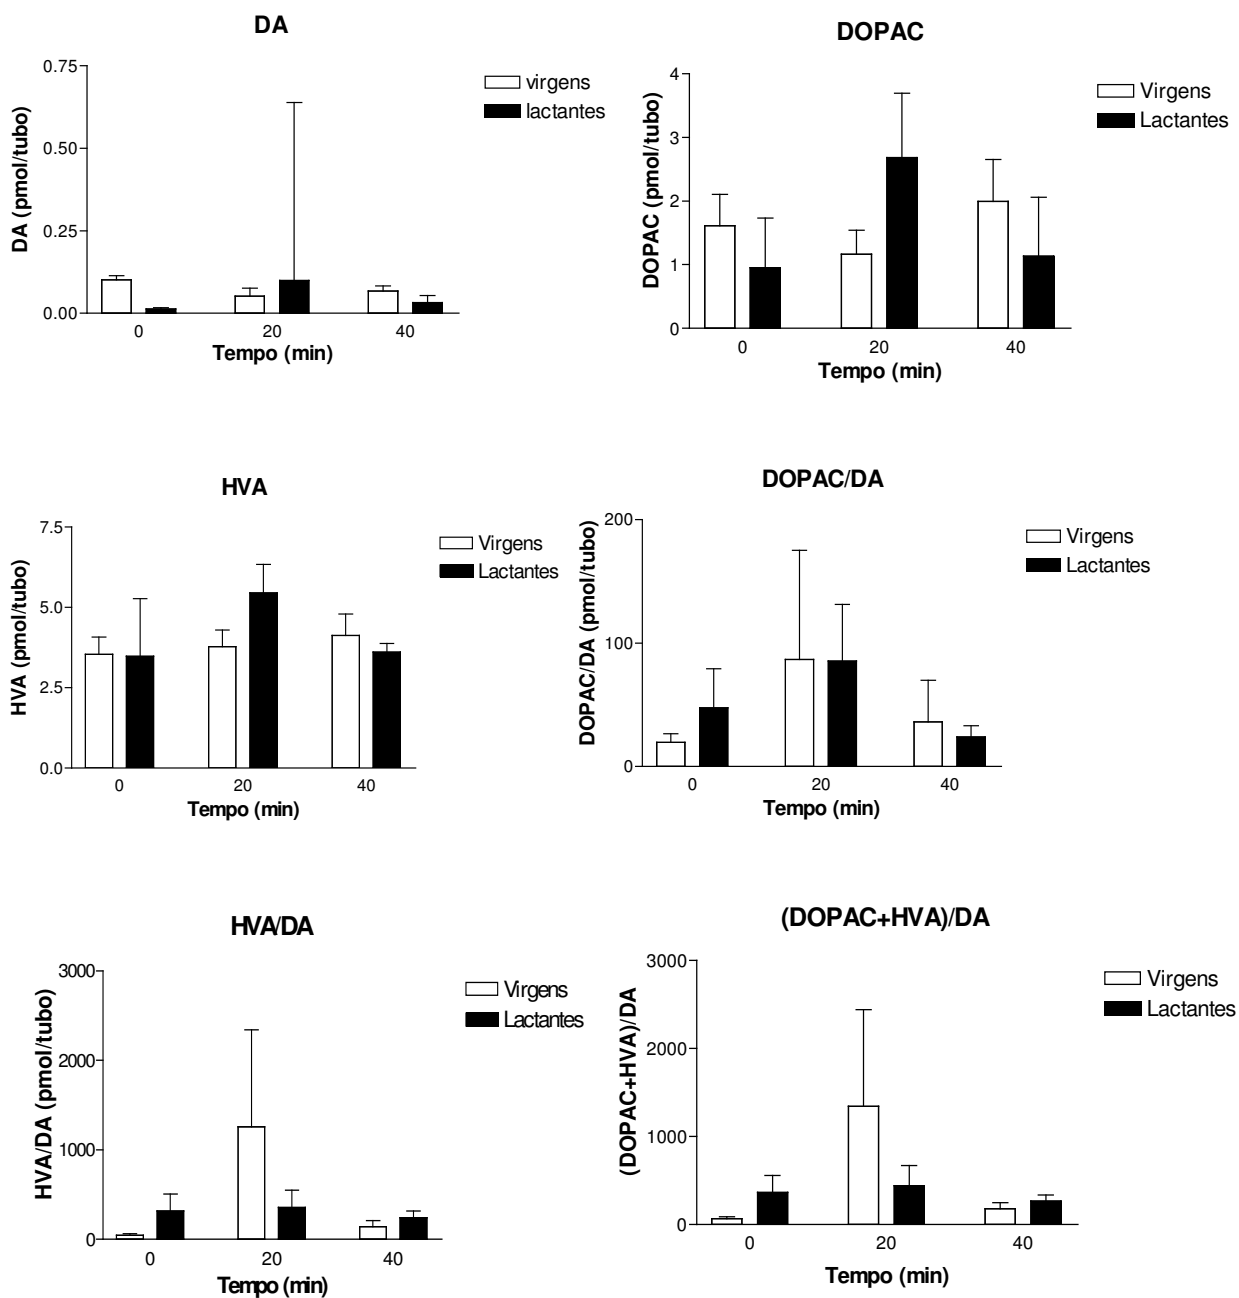 DA
0.75
0.50
0.25
0.00
DA (pmol/tubo)
0
20
40
Tempo (min)
virgens
lactantes
DOPAC
4
3
2
1
0
DOPAC (pmol/tubo)
0
20
40
Tempo (min)
Virgens
Lactantes
HVA
7.5
5.0
2.5
0.0
HVA (pmol/tubo)
0
20
40
Tempo (min)
Virgens
Lactantes
DOPAC/DA
200
100
0
DOPAC/DA (pmol/tubo)
0
20
40
Tempo (min)
Virgens
Lactantes
HVA/DA
3000
2000
1000
0
HVA/DA (pmol/tubo)
0
20
40
Tempo (min)
Virgens
Lactantes
(DOPAC+HVA)/DA
3000
2000
1000
0
(DOPAC+HVA)/DA
0
20
40
Tempo (min)
Virgens
Lactantes